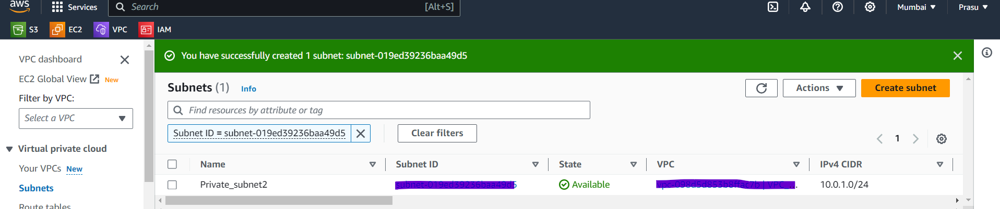 aws Services Search [Alt+S] Mumbai Prasu
S3 EC2 VPC IAM
VPC dashboard
EC2 Global View New
Filter by VPC:
Select a VPC
Virtual private cloud
Your VPCs New
Subnets
Route tables
You have successfully created 1 subnet: subnet-019ed39236baa49d5
Subnets (1) Info Actions Create subnet
Find resources by attribute or tag
Subnet ID = subnet-019ed39236baa49d5 Clear filters
1
Name Subnet ID State VPC IPv4 CIDR
Private_subnet2 subnet-019ed39236baa49d5 Available 10.0.1.0/24